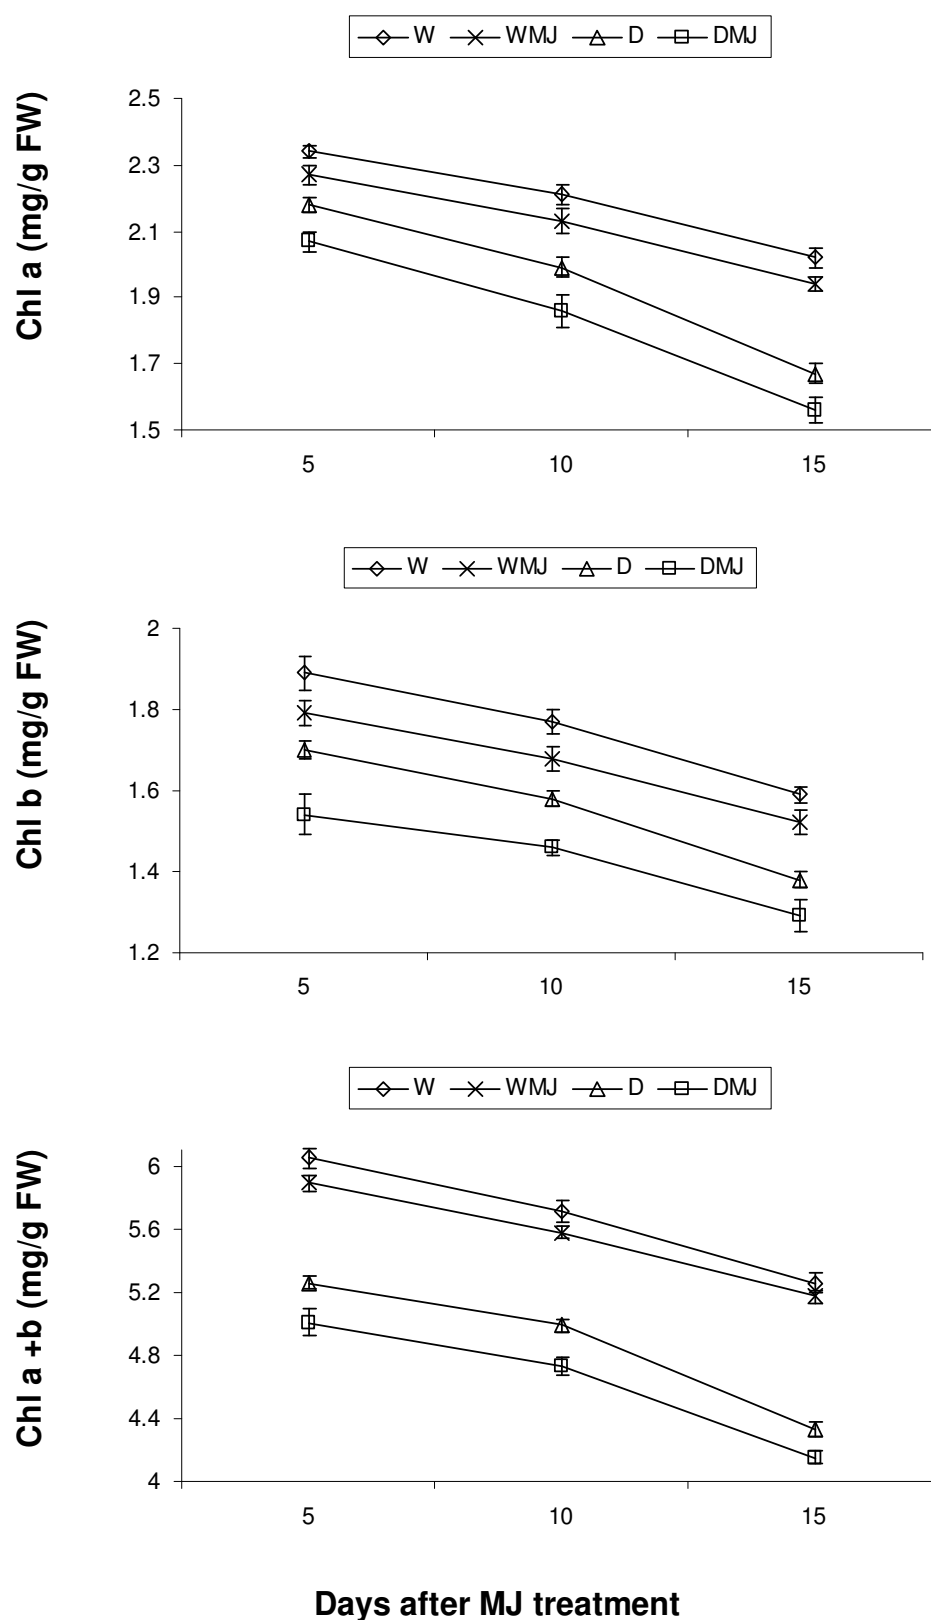 W WMJ D DMJ
Chl a (mg/g FW)
2.5
2.3
2.1
1.9
1.7
1.5
5 10 15
W WMJ D DMJ
Chl b (mg/g FW)
2
1.8
1.6
1.4
1.2
5 10 15
W WMJ D DMJ
Chl a +b (mg/g FW)
6
5.6
5.2
4.8
4.4
4
5 10 15
Days after MJ treatment